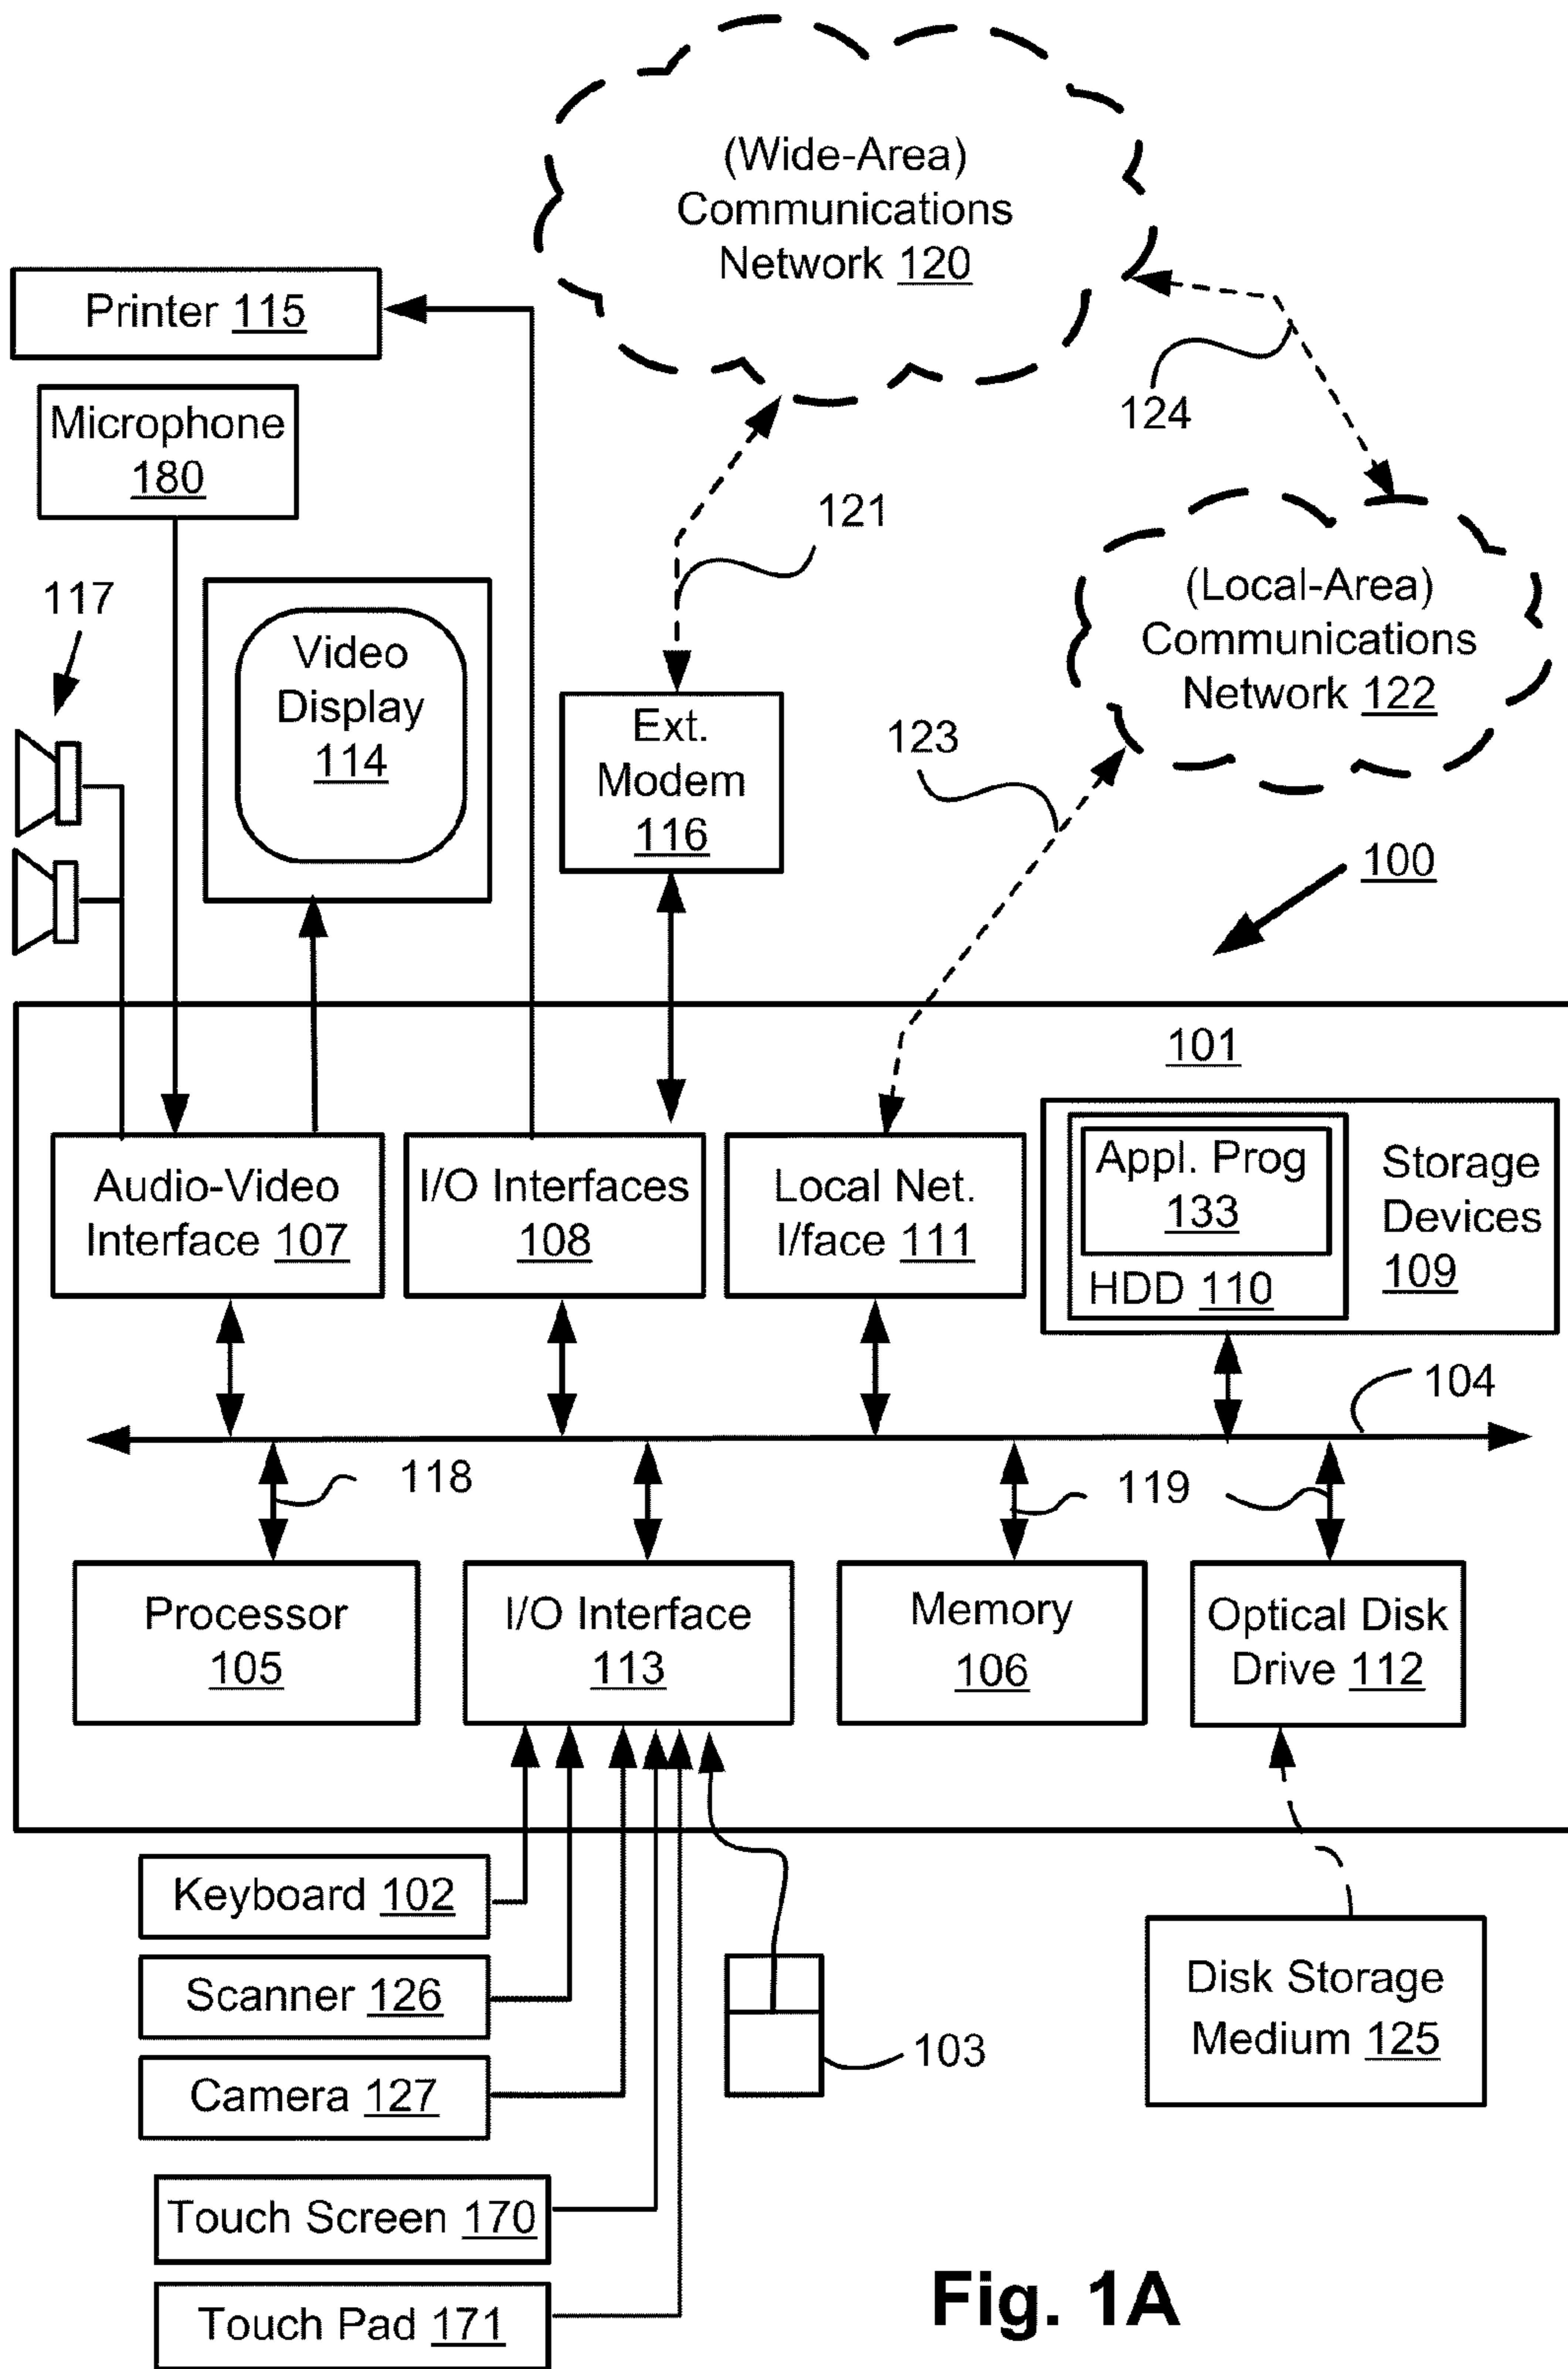 (Wide-Area)
Communications
Network 120
Printer 115
Microphone
180
124
121
117
Video
Display
114
(Local-Area)
Communications
Network 122
Ext.
Modem
116
123
100
101
Audio-Video
Interface 107
I/O Interfaces
108
Local Net.
I/face 111
Appl. Prog
133
HDD 110
Storage
Devices
109
104
118
119
Processor
105
I/O Interface
113
Memory
106
Optical Disk
Drive 112
Keyboard 102
Scanner 126
Camera 127
103
Disk Storage
Medium 125
Touch Screen 170
Touch Pad 171
Fig. 1A